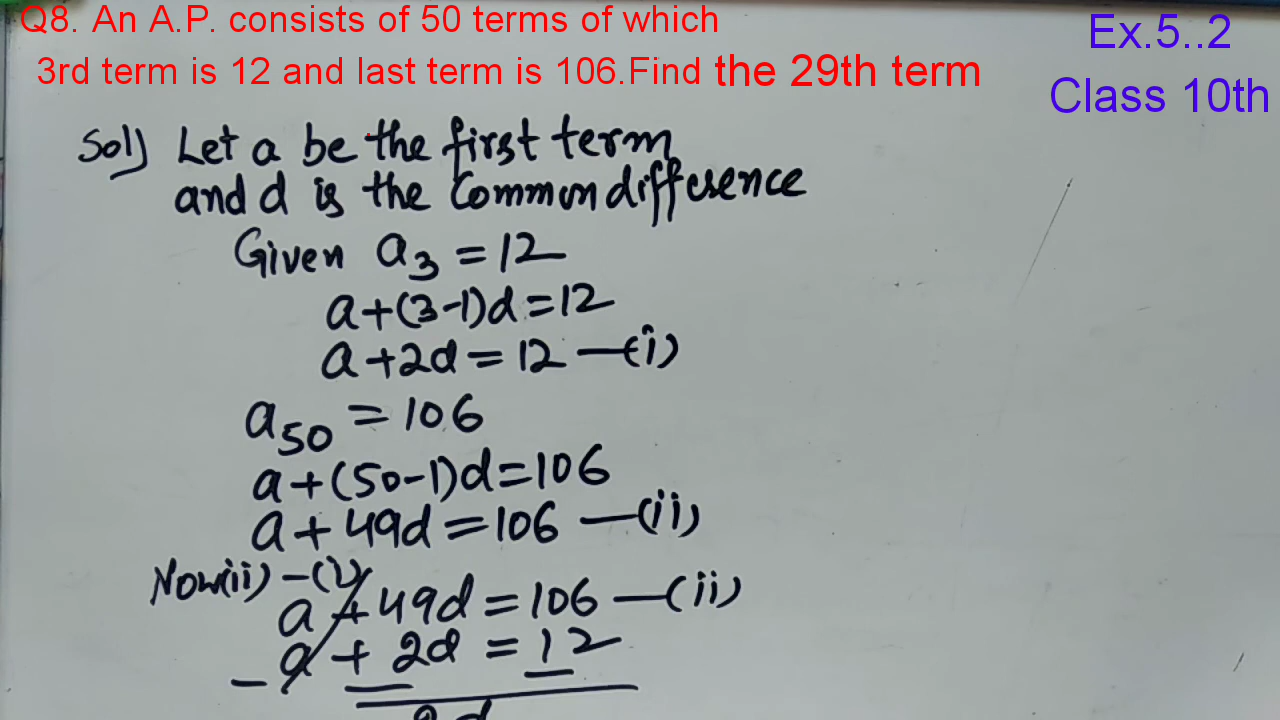 Q8. An A.P. consists of 50 terms of which
3rd term is 12 and last term is 106.Find the 29th term
Ex.5..2
Class 10th
Sol) Let a be the first term
and d is the common difference
Given a₃ = 12
a+(3-1)d=12
a+2d=12 —(i)
a₅₀ = 106
a+(50-1)d=106
a+49d=106 —(ii)
Now(ii) -(i)
a+49d=106 —(ii)
a + 2d = 12